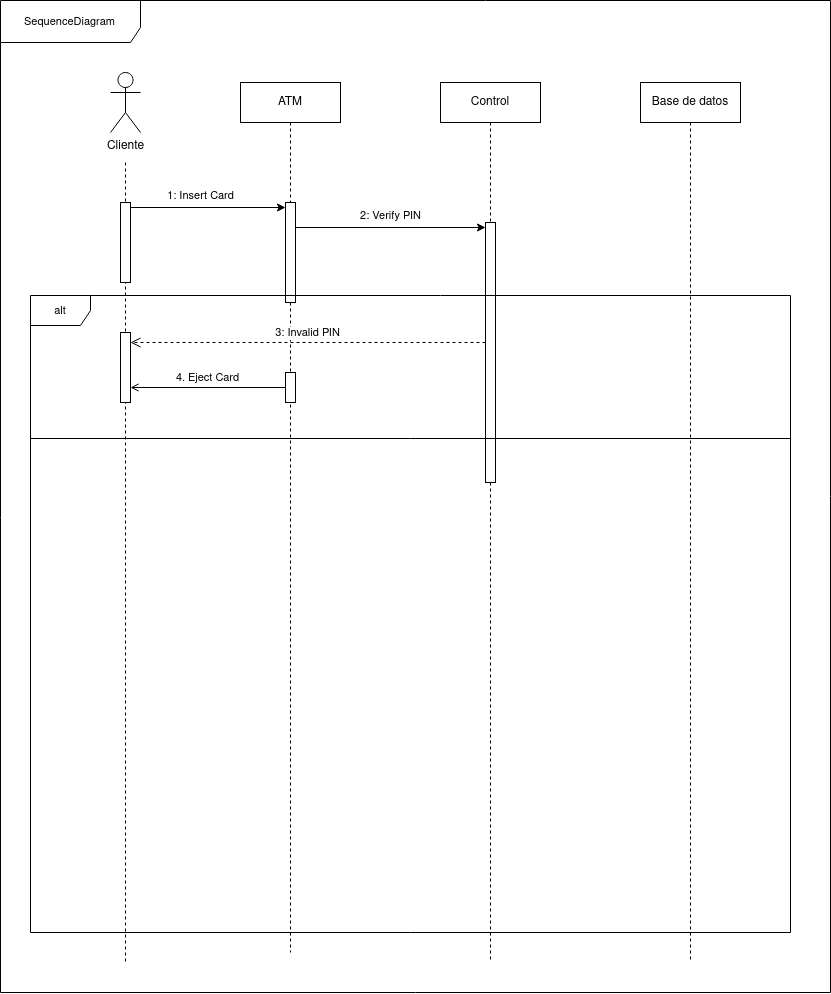 SequenceDiagram
Cliente
ATM
Control
Base de datos
1: Insert Card
2: Verify PIN
alt
3: Invalid PIN
4. Eject Card